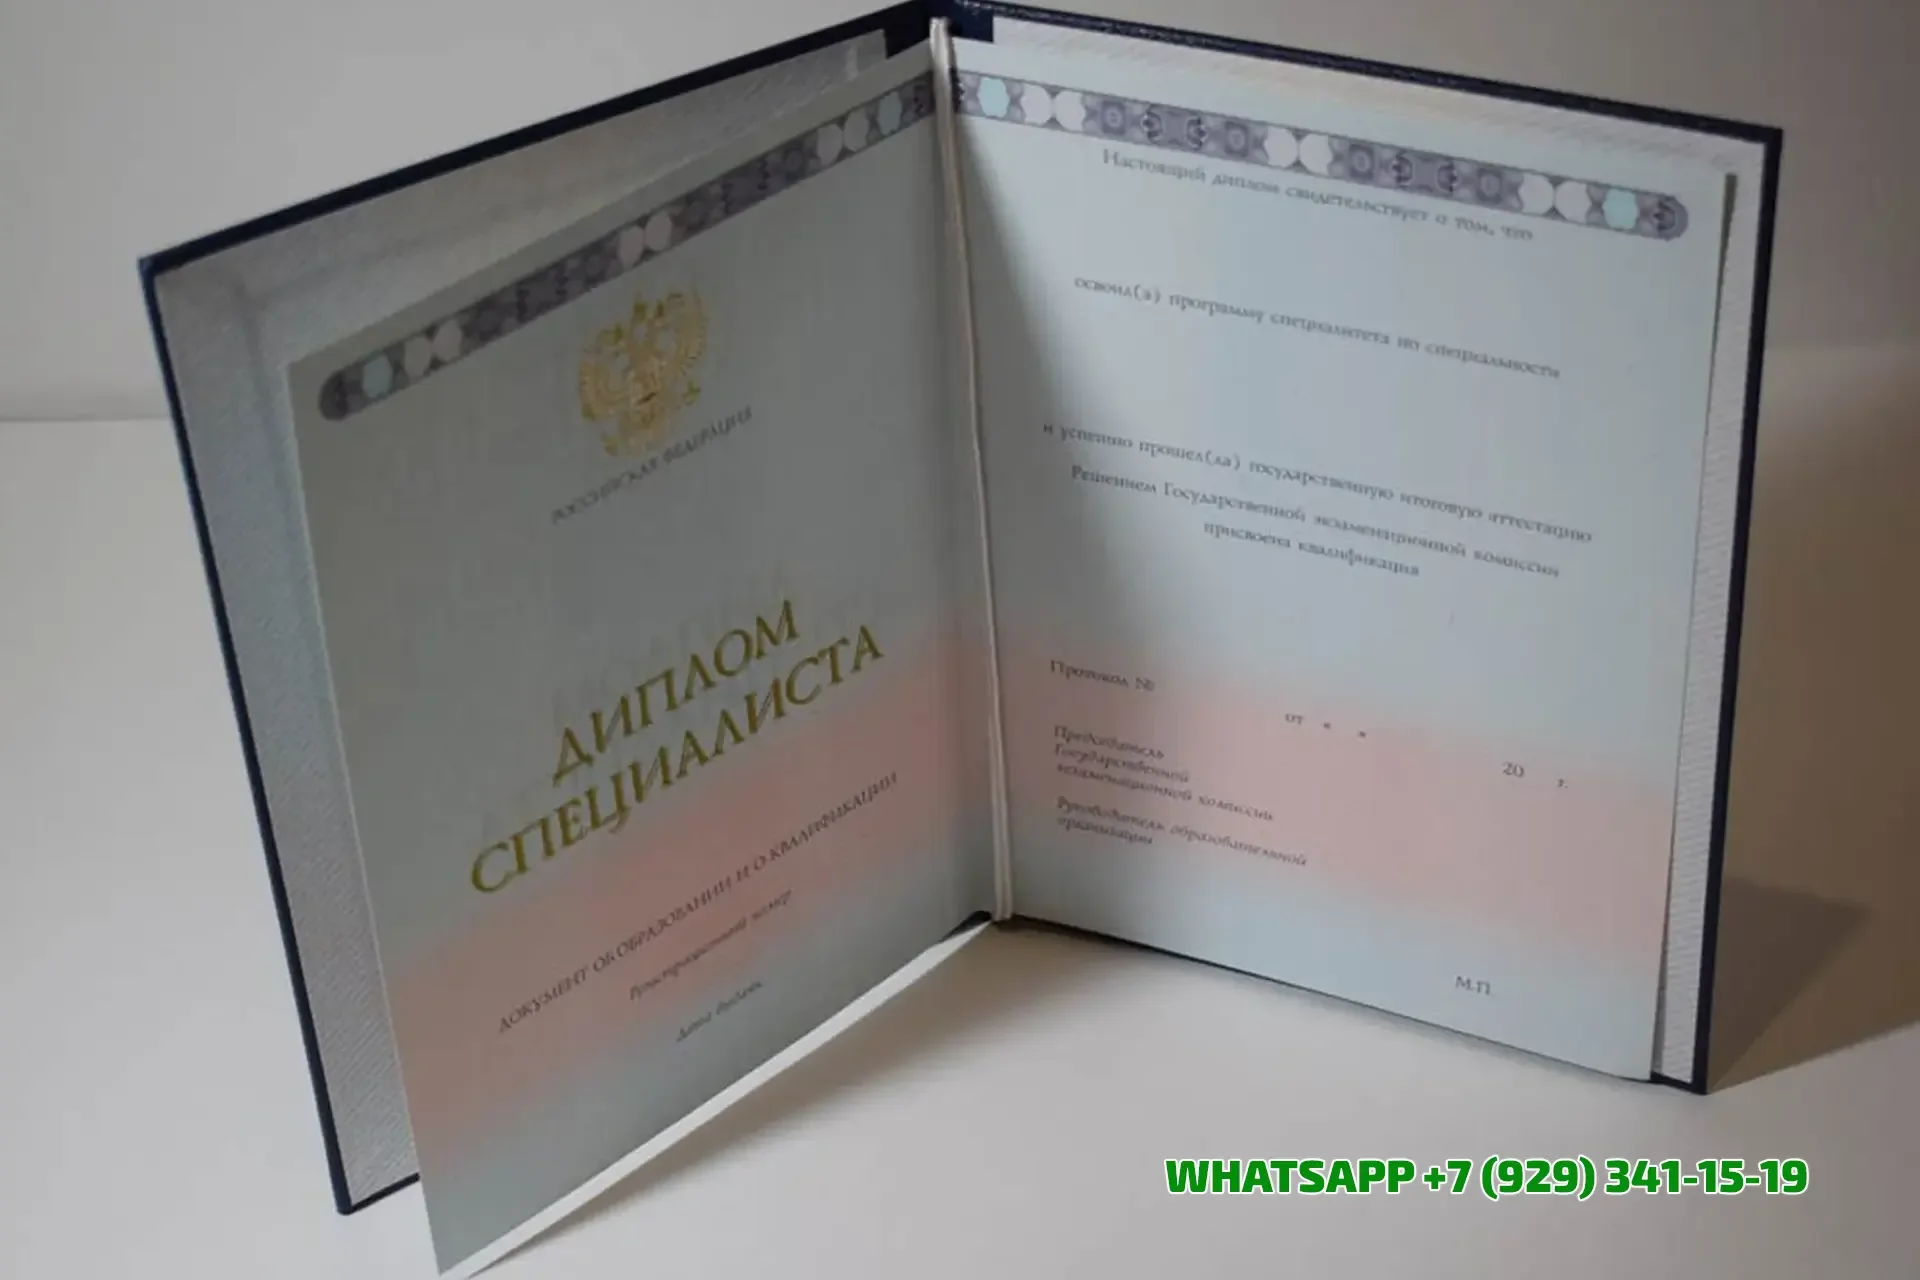 РОССИЙСКАЯ ФЕДЕРАЦИЯ
ДИПЛОМ
СПЕЦИАЛИСТА
ДОКУМЕНТ ОБ ОБРАЗОВАНИИ И О КВАЛИФИКАЦИИ
Регистрационный номер
Дата выдачи
Настоящий диплом свидетельствует о том, что
освоил(а) программу специалитета по специальности
и успешно прошел(ла) государственную итоговую аттестацию
Решением Государственной экзаменационной комиссии
присвоена квалификация
Протокол №
от « »
20 г.
Председатель
Государственной
экзаменационной комиссии
Руководитель образовательной
организации
М.П.
WHATSAPP +7 (929) 341-15-19